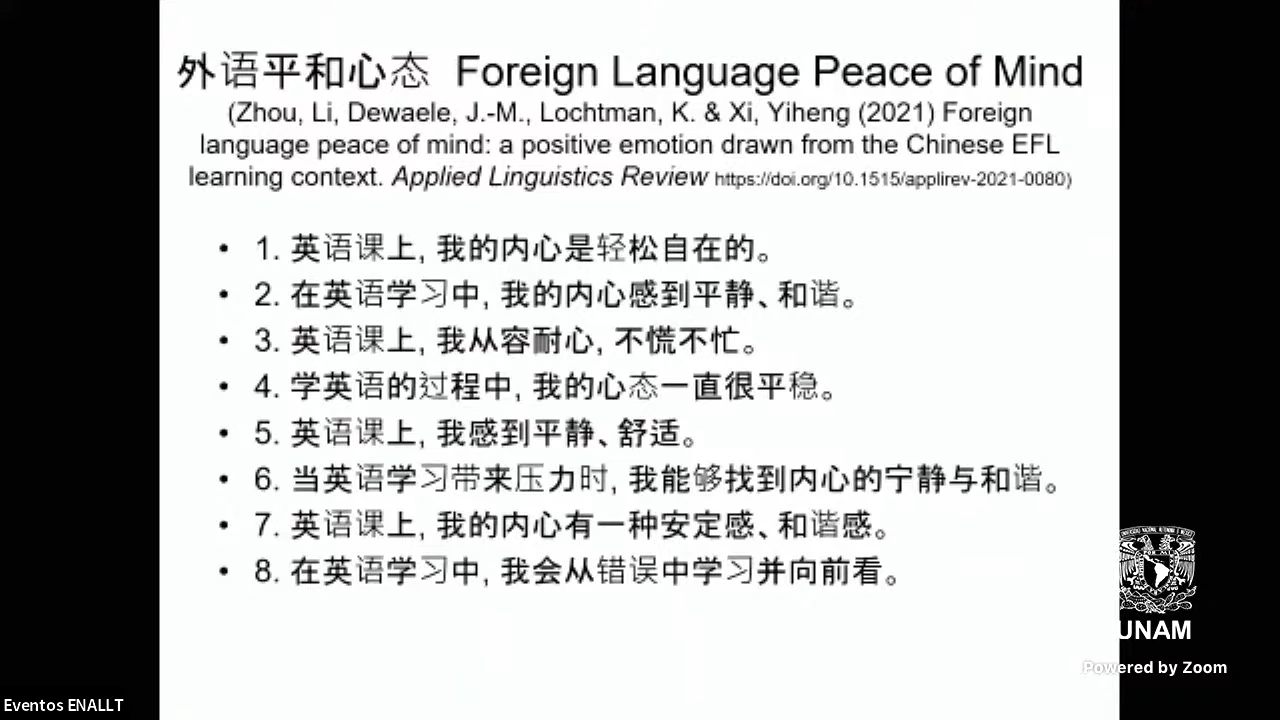 外语平和心态 Foreign Language Peace of Mind
(Zhou, Li, Dewaele, J.-M., Lochtman, K. & Xi, Yiheng (2021) Foreign
language peace of mind: a positive emotion drawn from the Chinese EFL
learning context. Applied Linguistics Review https://doi.org/10.1515/applirev-2021-0080)
• 1. 英语课上, 我的内心是轻松自在的。
• 2. 在英语学习中, 我的内心感到平静、和谐。
• 3. 英语课上, 我从容耐心, 不慌不忙。
• 4. 学英语的过程中, 我的心态一直很平稳。
• 5. 英语课上, 我感到平静、舒适。
• 6. 当英语学习带来压力时, 我能够找到内心的宁静与和谐。
• 7. 英语课上, 我的内心有一种安定感、和谐感。
• 8. 在英语学习中, 我会从错误中学习并向前看。
UNAM
Powered by Zoom
Eventos ENALLT